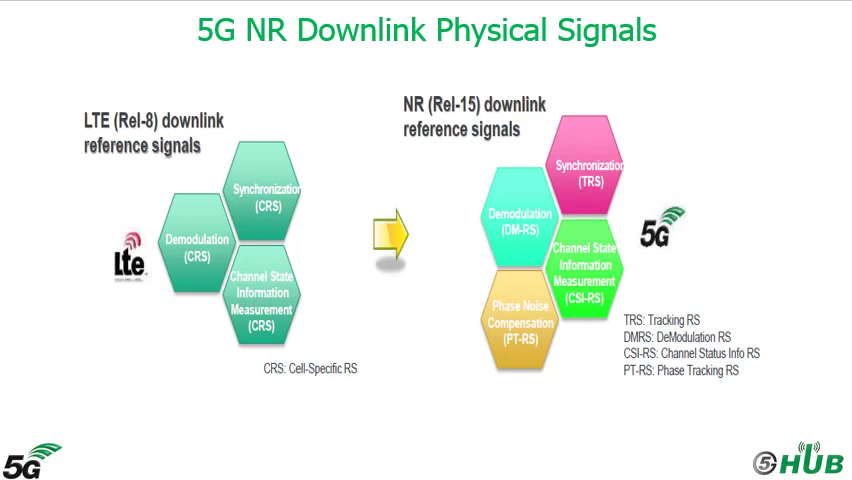 5G NR Downlink Physical Signals
LTE (Rel-8) downlink
reference signals
Synchronization
(CRS)
Demodulation
(CRS)
Channel State
Information
Measurement
(CRS)
Lte
CRS: Cell-Specific RS
NR (Rel-15) downlink
reference signals
Synchronization
(TRS)
Demodulation
(DM-RS)
Channel State
Information
Measurement
(CSI-RS)
Phase Noise
Compensation
(PT-RS)
5G
TRS: Tracking RS
DMRS: DeModulation RS
CSI-RS: Channel Status Info RS
PT-RS: Phase Tracking RS
5G
5G HUB